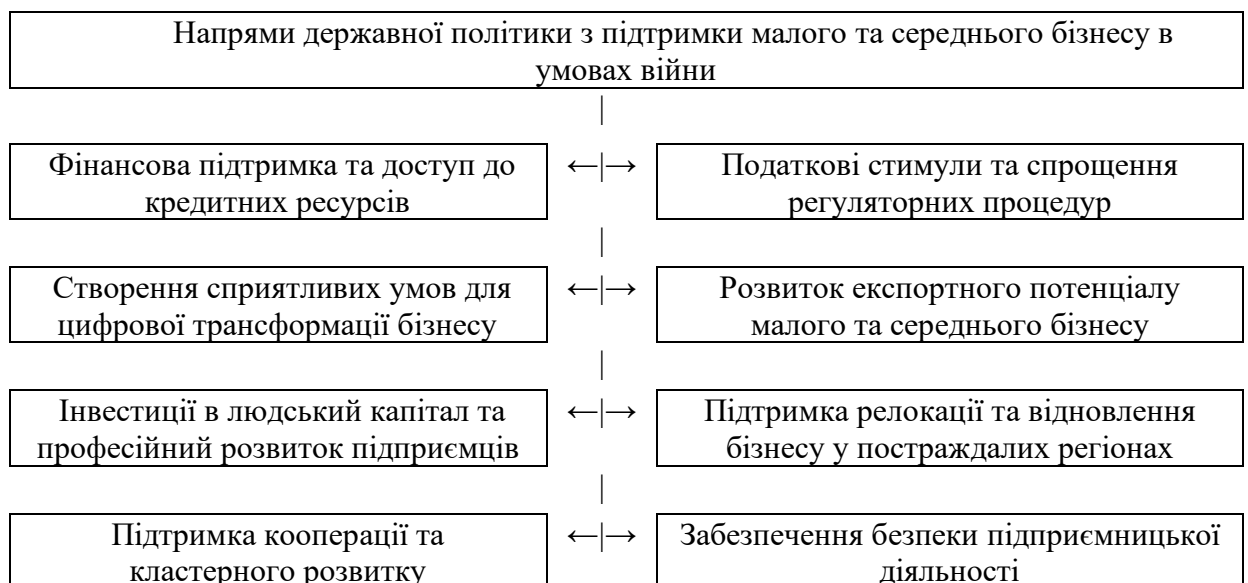 Напрями державної політики з підтримки малого та середнього бізнесу в
умовах війни
|
Фінансова підтримка та доступ до
кредитних ресурсів
←|→
Податкові стимули та спрощення
регуляторних процедур
|
Створення сприятливих умов для
цифрової трансформації бізнесу
←|→
Розвиток експортного потенціалу
малого та середнього бізнесу
|
Інвестиції в людський капітал та
професійний розвиток підприємців
←|→
Підтримка релокації та відновлення
бізнесу у постраждалих регіонах
|
Підтримка кооперації та
кластерного розвитку
←|→
Забезпечення безпеки підприємницької
діяльності